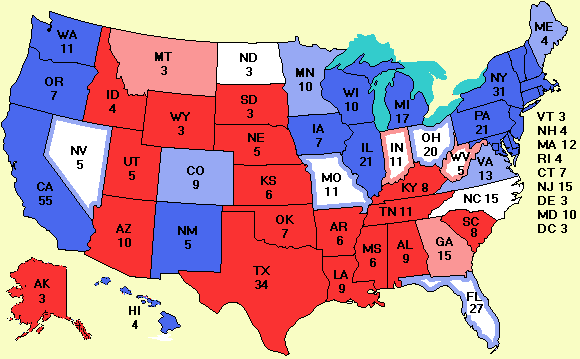 WA
11
OR
7
CA
55
NV
5
ID
4
MT
3
WY
3
UT
5
AZ
10
CO
9
NM
5
ND
3
SD
3
NE
5
KS
6
OK
7
TX
34
MN
10
IA
7
MO
11
AR
6
LA
9
WI
10
IL
21
MI
17
IN
11
OH
20
KY 8
TN 11
MS
6
AL
9
GA
15
FL
27
SC
8
NC 15
VA
13
WV
5
PA
21
NY
31
ME
4
AK
3
HI
4
VT 3
NH 4
MA 12
RI 4
CT 7
NJ 15
DE 3
MD 10
DC 3